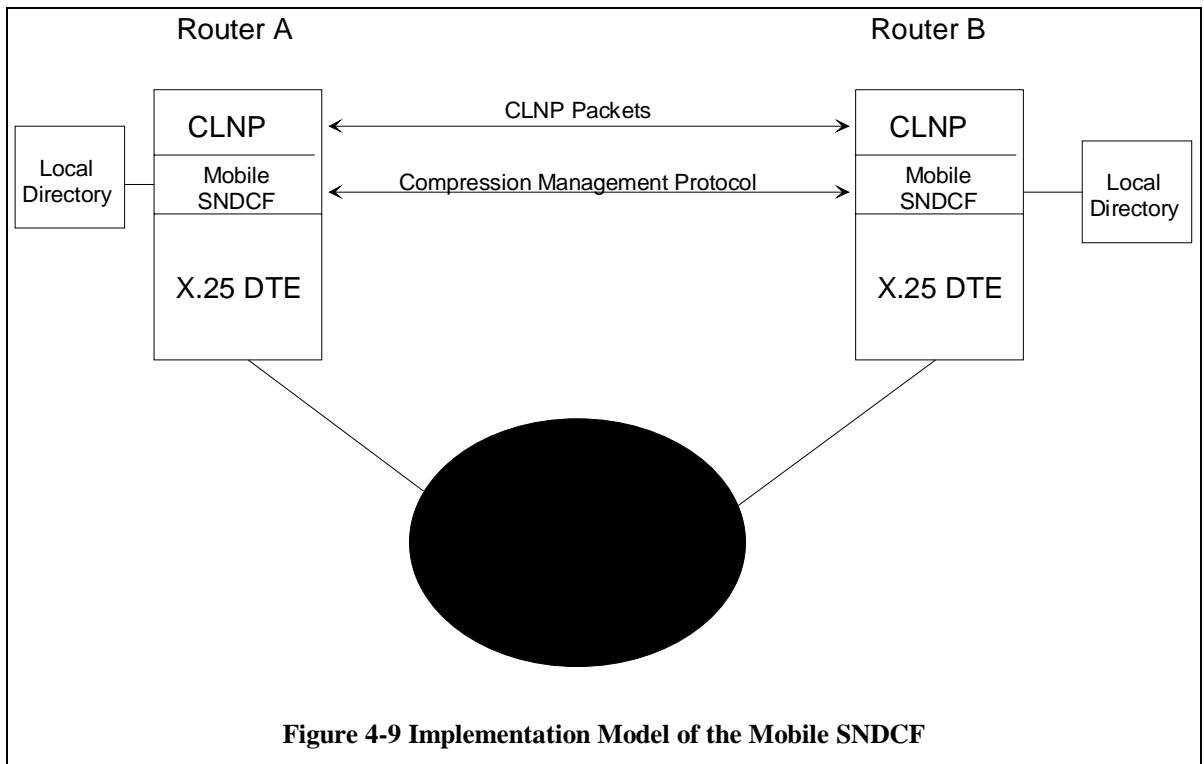 Router A
Router B
CLNP
CLNP Packets
CLNP
Local
Directory
Mobile
SNDCF
Compression Management Protocol
Mobile
SNDCF
Local
Directory
X.25 DTE
X.25 DTE
Figure 4-9 Implementation Model of the Mobile SNDCF